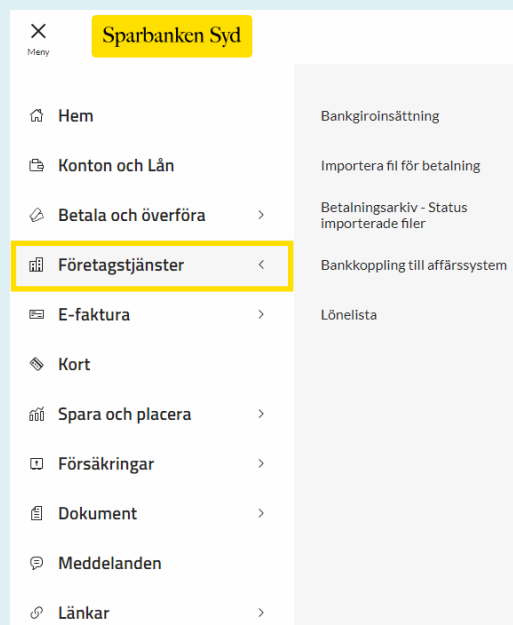 Meny
Sparbanken Syd
Hem
Konton och Lån
Betala och överföra
Företagstjänster
E-faktura
Kort
Spara och placera
Försäkringar
Dokument
Meddelanden
Länkar
Bankgiroinsättning
Importera fil för betalning
Betalningsarkiv - Status
importerade filer
Bankkoppling till affärssystem
Lönelista